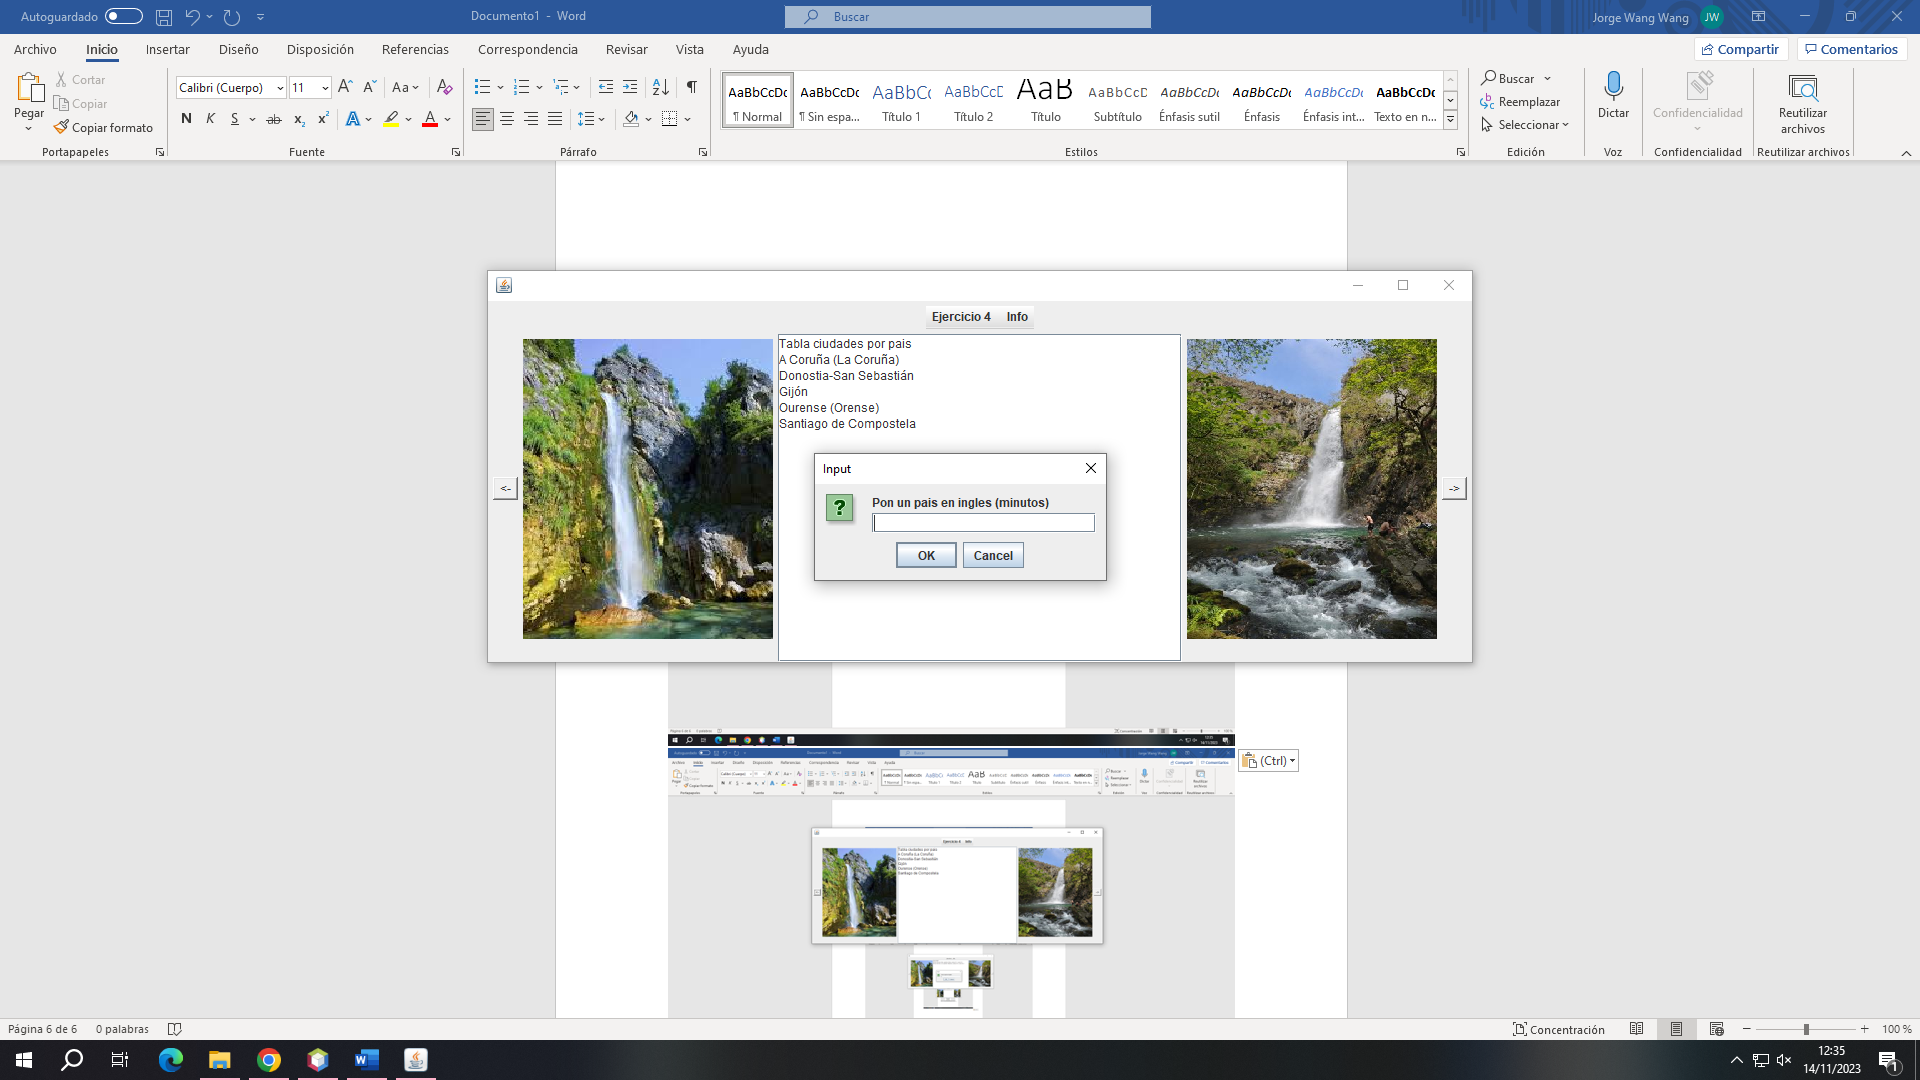 Autoguardado
Documento1 - Word
Buscar
Jorge Wang Wang
JW
Archivo
Inicio
Insertar
Diseño
Disposición
Referencias
Correspondencia
Revisar
Vista
Ayuda
Compartir
Comentarios
Pegar
Cortar
Copiar
Copiar formato
Portapapeles
Calibri (Cuerpo)
11
Fuente
Párrafo
AaBbCcDc
¶ Normal
AaBbCcDc
¶ Sin espa...
AaBbCc
Título 1
AaBbCcD
Título 2
AaB
Título
AaBbCcD
Subtítulo
AaBbCcDc
Énfasis sutil
AaBbCcDc
Énfasis
AaBbCcDc
Énfasis int...
AaBbCcDc
Texto en n...
Estilos
Buscar
Reemplazar
Seleccionar
Edición
Dictar
Voz
Confidencialidad
Confidencialidad
Reutilizar
archivos
Reutilizar archivos
Ejercicio 4
Info
Tabla ciudades por pais
A Coruña (La Coruña)
Donostia-San Sebastián
Gijón
Ourense (Orense)
Santiago de Compostela
<-
->
Input
Pon un pais en ingles (minutos)
OK
Cancel
(Ctrl)
Página 6 de 6
0 palabras
Concentración
100 %
12:35
14/11/2023
1